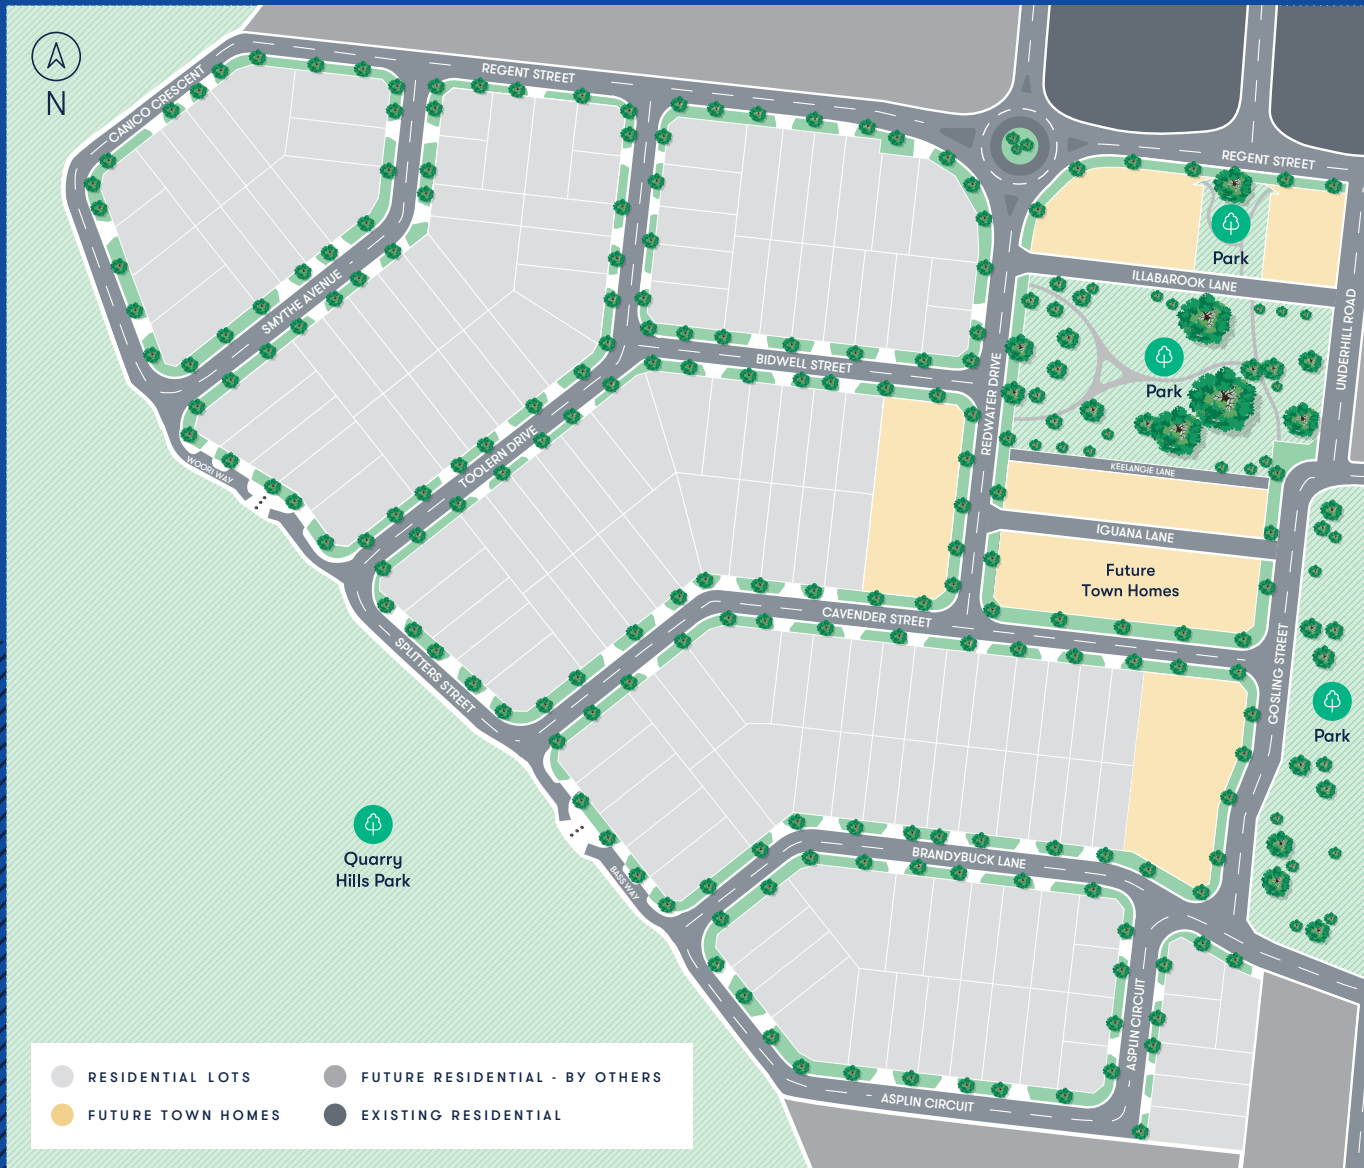 N
CANICO CRESCENT
REGENT STREET
REGENT STREET
Park
ILLABAROOK LANE
SMYTHE AVENUE
UNDERHILL ROAD
BIDWELL STREET
REDWATER DRIVE
Park
TOOLERN DRIVE
WOORI WAY
KEELANGIE LANE
IGUANA LANE
Future
Town Homes
CAVENDER STREET
SPLITTERS STREET
GOSLING STREET
Park
Quarry
Hills Park
BRANDYBUCK LANE
BASS WAY
ASPLIN CIRCUIT
ASPLIN CIRCUIT
RESIDENTIAL LOTS
FUTURE RESIDENTIAL - BY OTHERS
FUTURE TOWN HOMES
EXISTING RESIDENTIAL